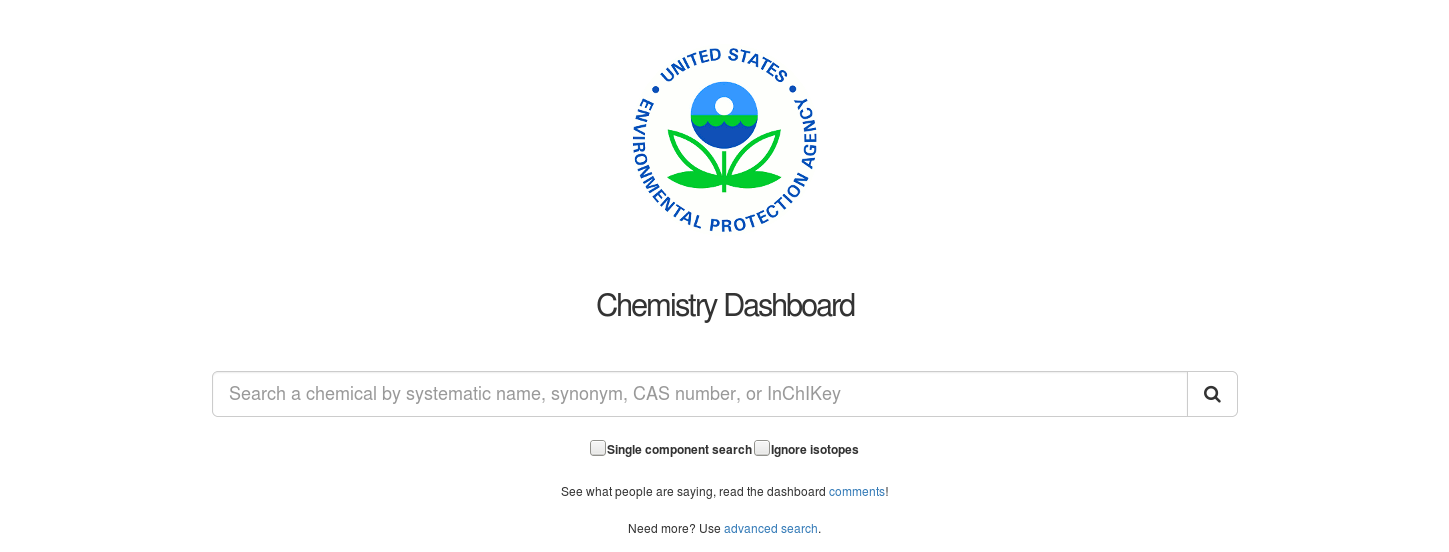 • UNITED STATES •
ENVIRONMENTAL PROTECTION AGENCY
Chemistry Dashboard
Search a chemical by systematic name, synonym, CAS number, or InChIKey
Single component search Ignore isotopes
See what people are saying, read the dashboard comments!
Need more? Use advanced search.